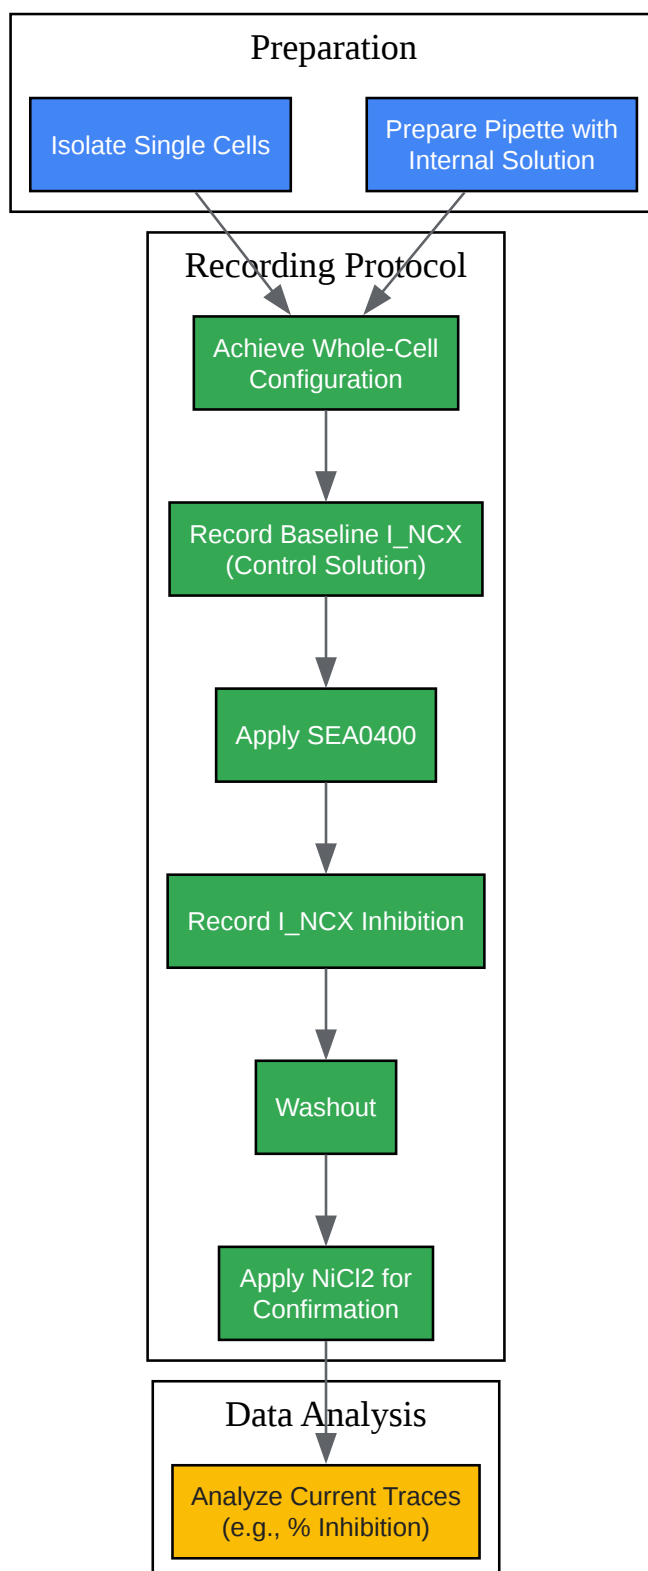 Preparation
Isolate Single Cells
Prepare Pipette with
Internal Solution
Recording Protocol
Achieve Whole-Cell
Configuration
Record Baseline I_NCX
(Control Solution)
Apply SEA0400
Record I_NCX Inhibition
Washout
Apply NiCl2 for
Confirmation
Data Analysis
Analyze Current Traces
(e.g., % Inhibition)